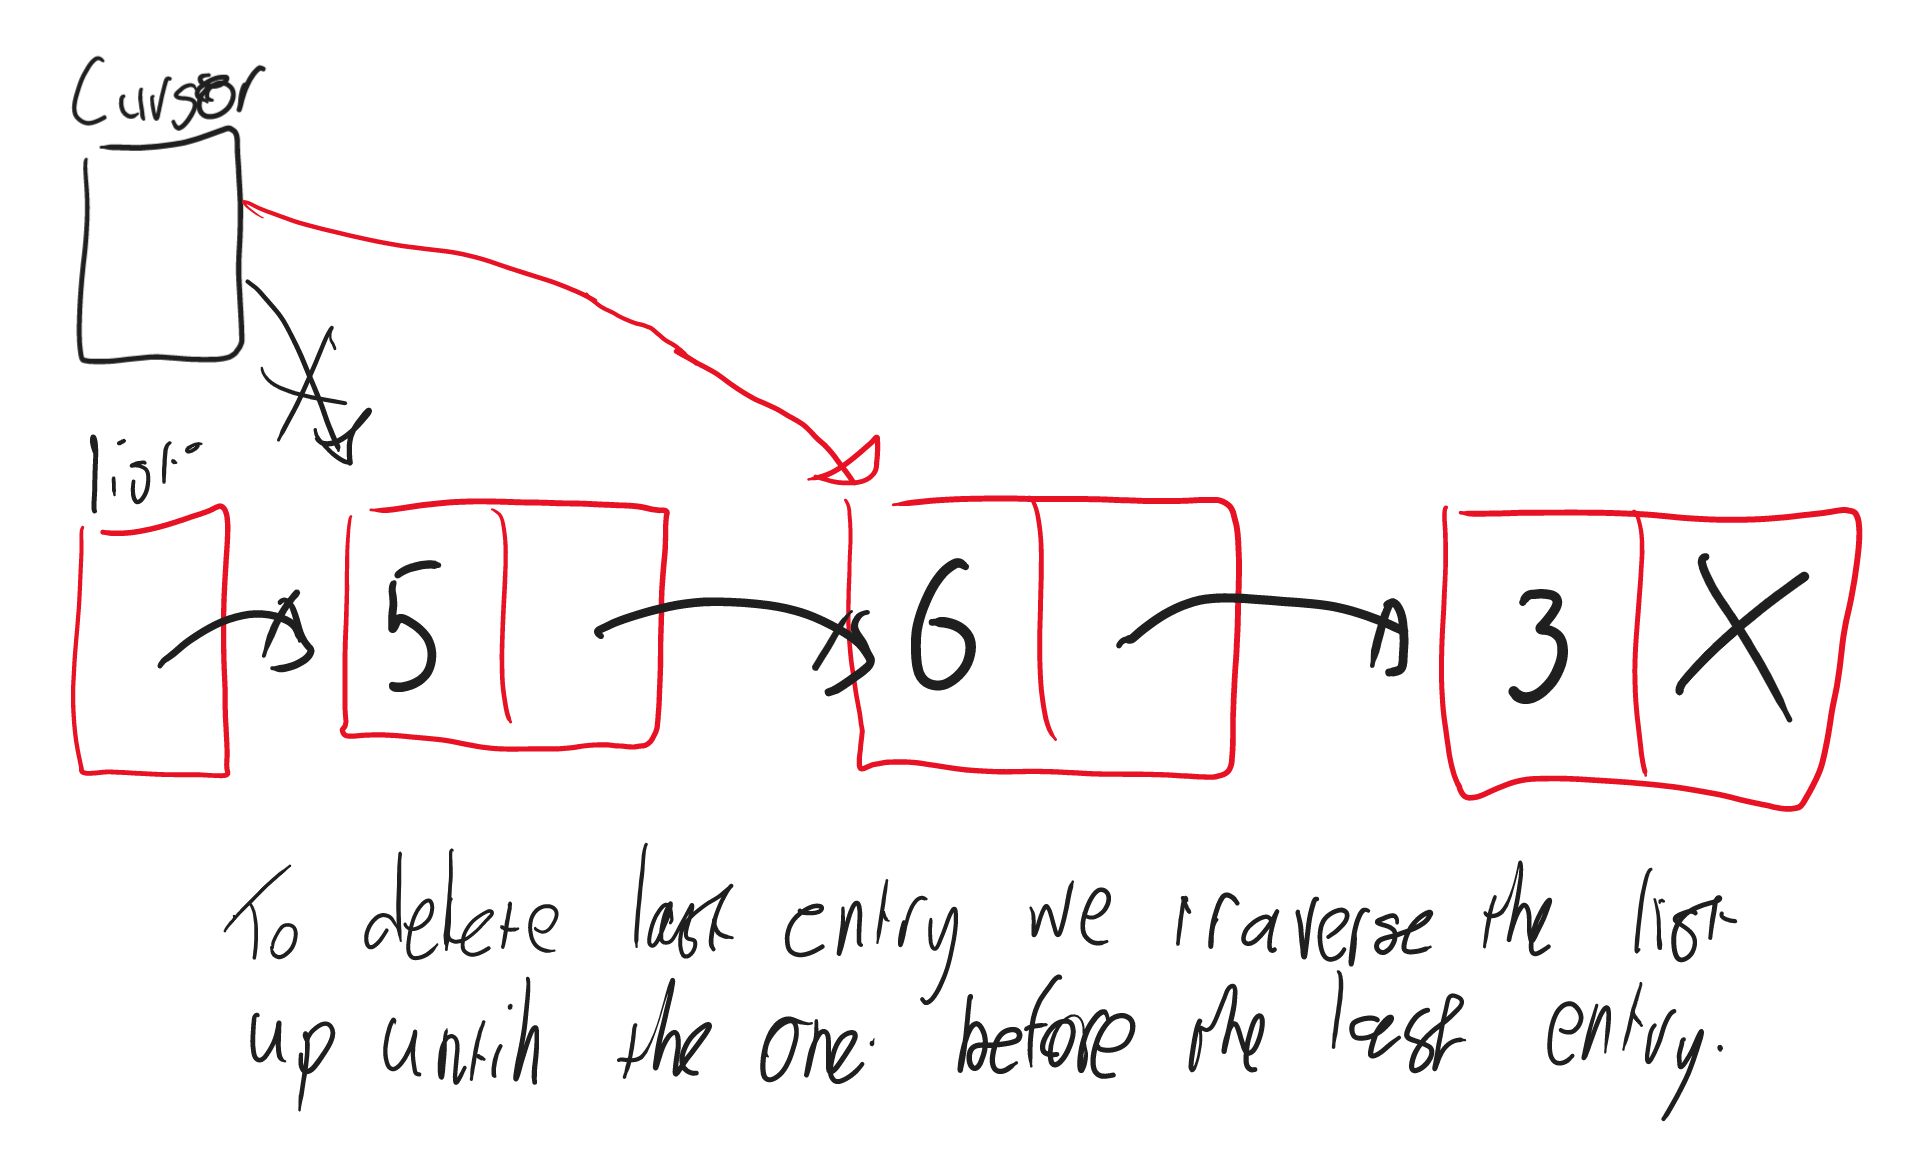 Cursor
list
5 6 3 X
To delete last entry we traverse the list
up until the one before the last entry.